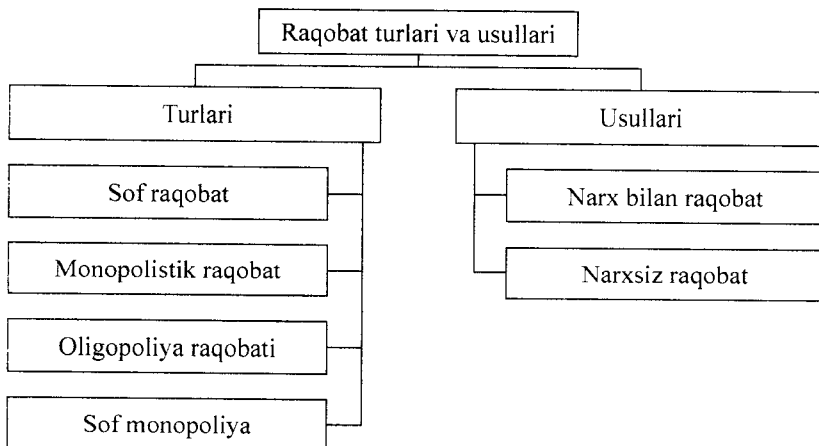 Raqobat turlari va usullari
Turlari
Sof raqobat
Monopolistik raqobat
Oligopoliya raqobati
Sof monopoliya
Usullari
Narx bilan raqobat
Narxsiz raqobat